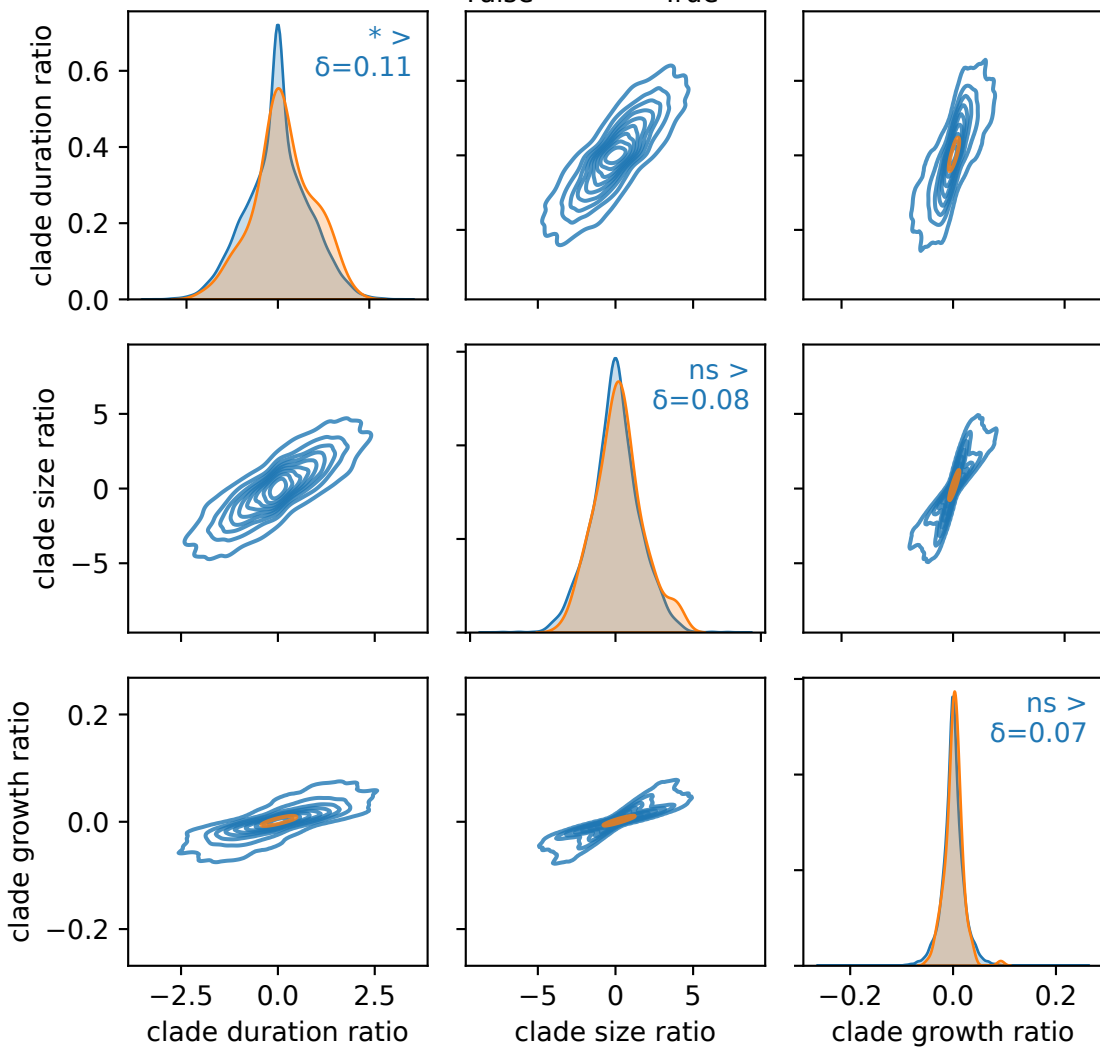 clade duration ratio
0.6
0.4
0.2
0.0
* >
δ=0.11
clade size ratio
5
0
−5
ns >
δ=0.08
clade growth ratio
0.2
0.0
−0.2
ns >
δ=0.07
−2.5 0.0 2.5
−5 0 5
−0.2 0.0 0.2
clade duration ratio
clade size ratio
clade growth ratio